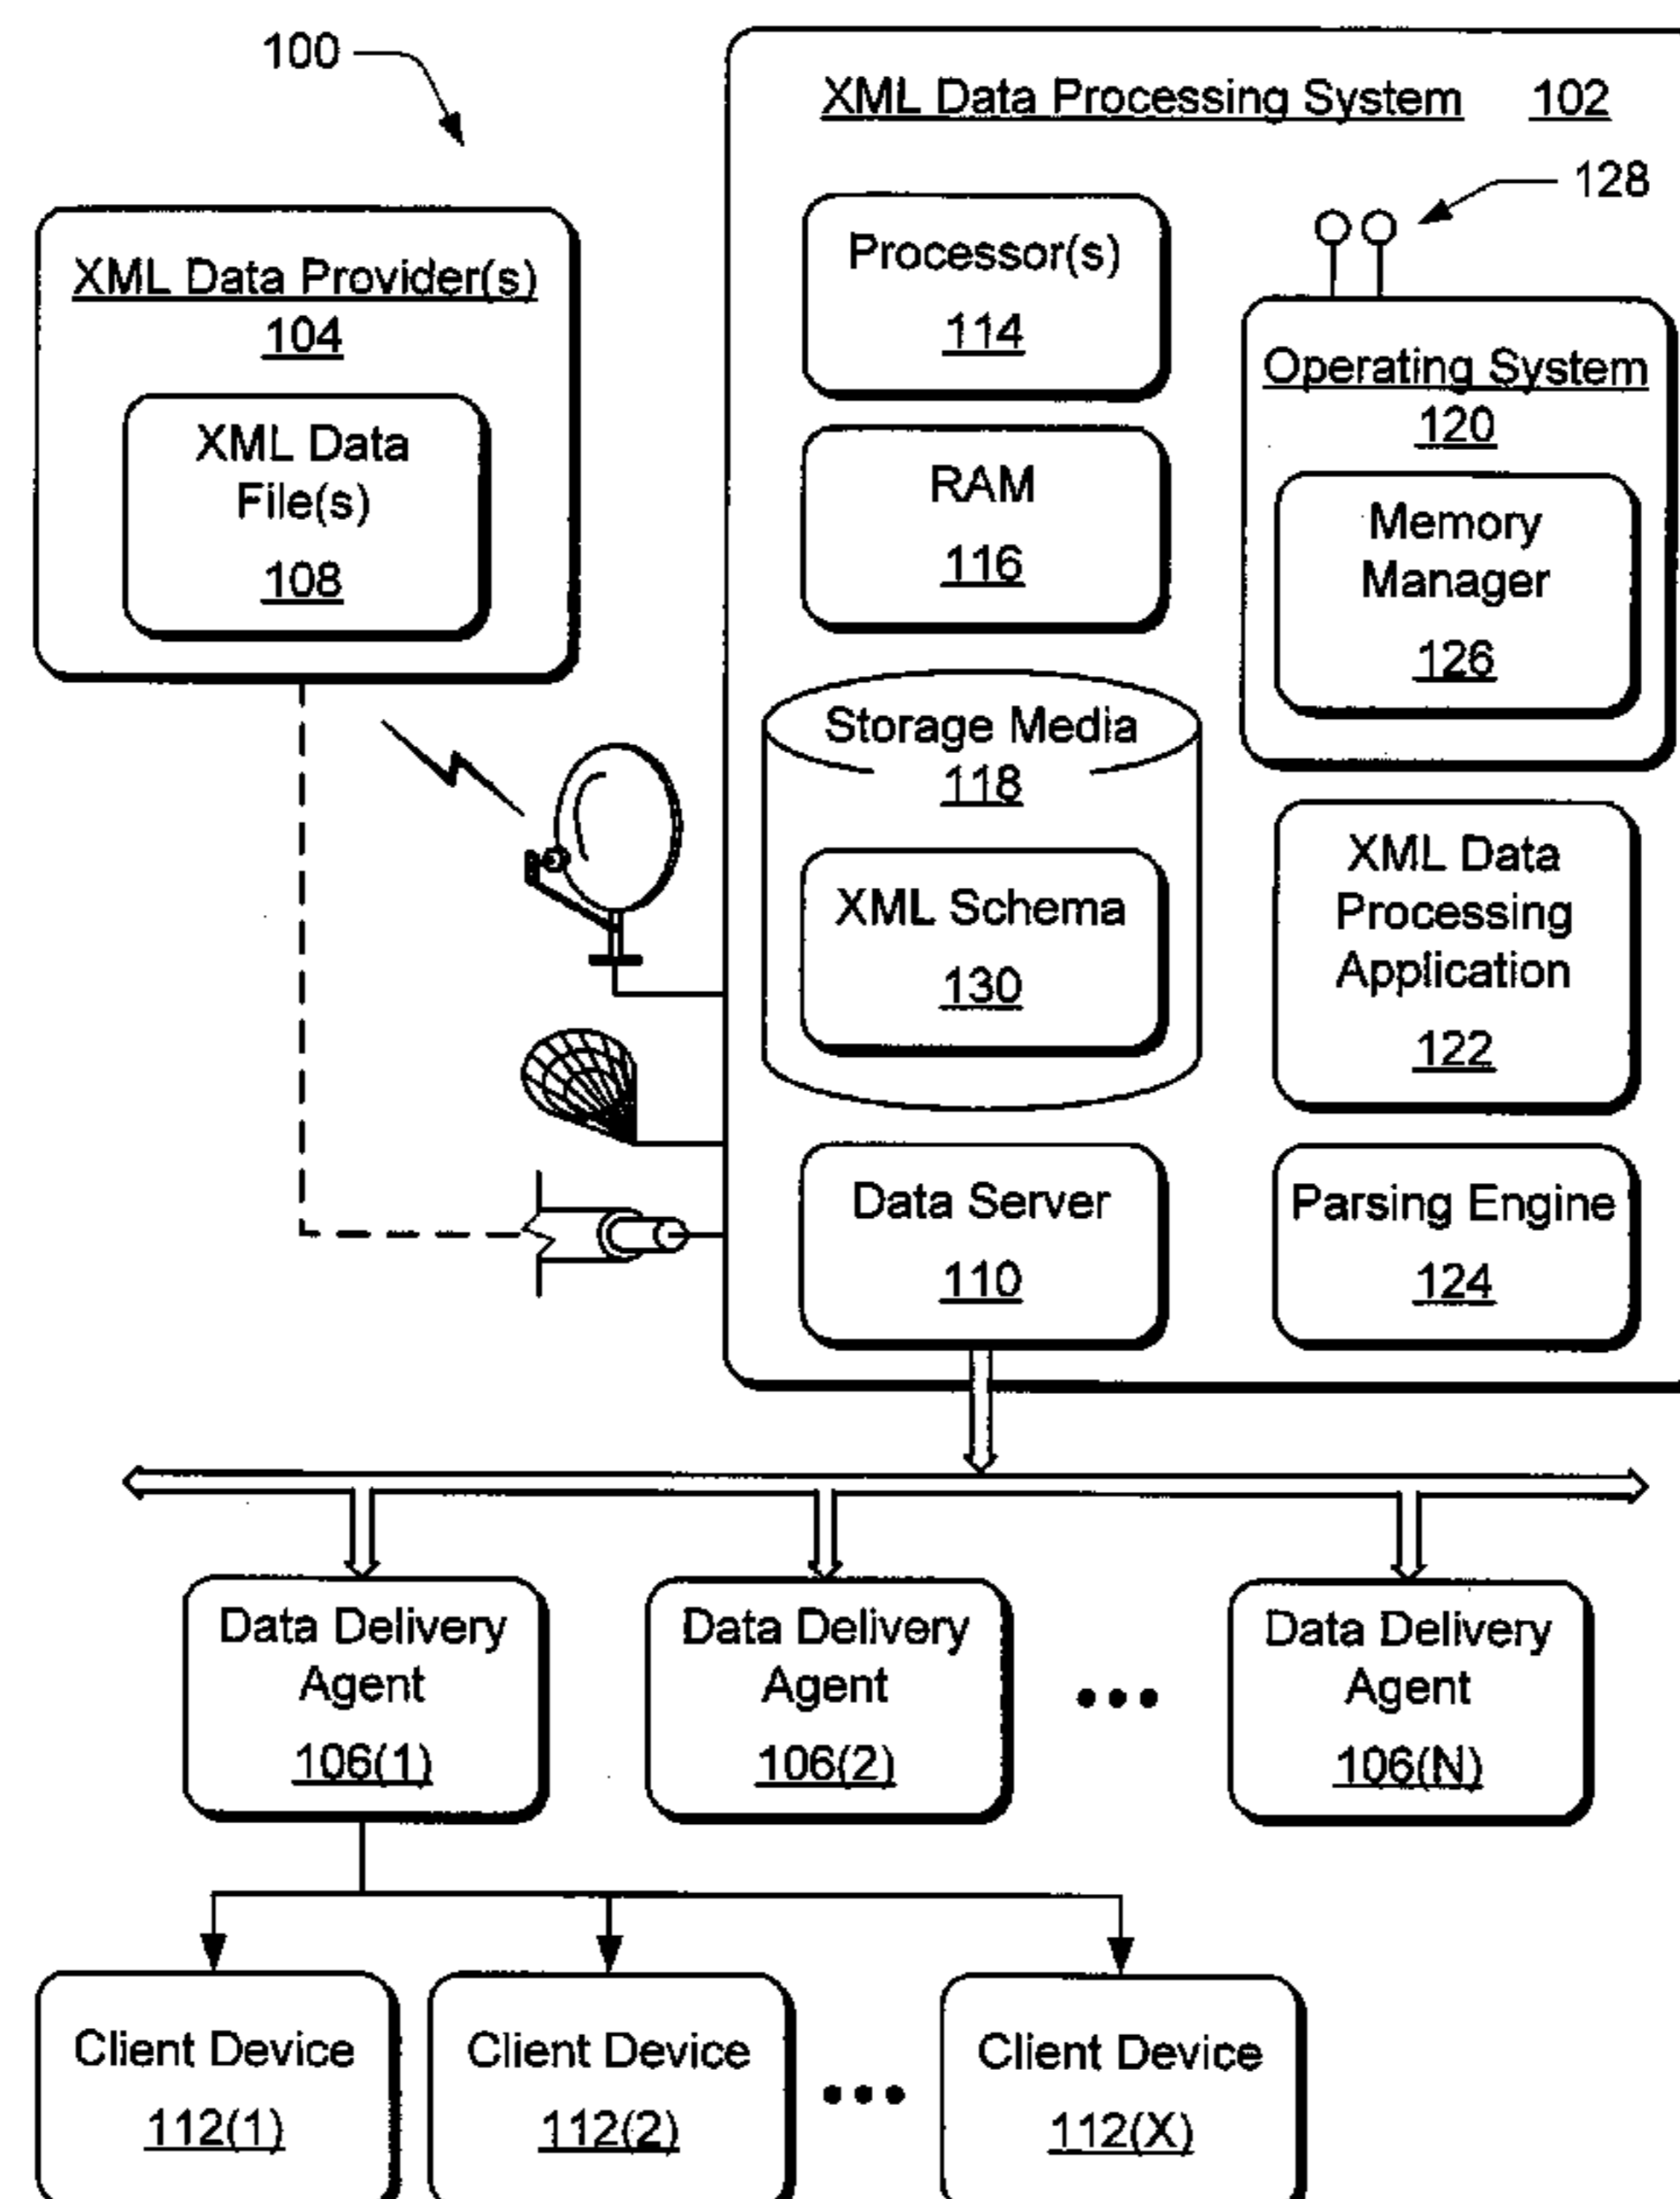 100
XML Data Processing System 102
128
XML Data Provider(s)
104
XML Data
File(s)
108
Processor(s)
114
RAM
116
Operating System
120
Memory
Manager
126
Storage Media
118
XML Schema
130
XML Data
Processing
Application
122
Data Server
110
Parsing Engine
124
Data Delivery
Agent
106(1)
Data Delivery
Agent
106(2)
Data Delivery
Agent
106(N)
Client Device
112(1)
Client Device
112(2)
Client Device
112(X)